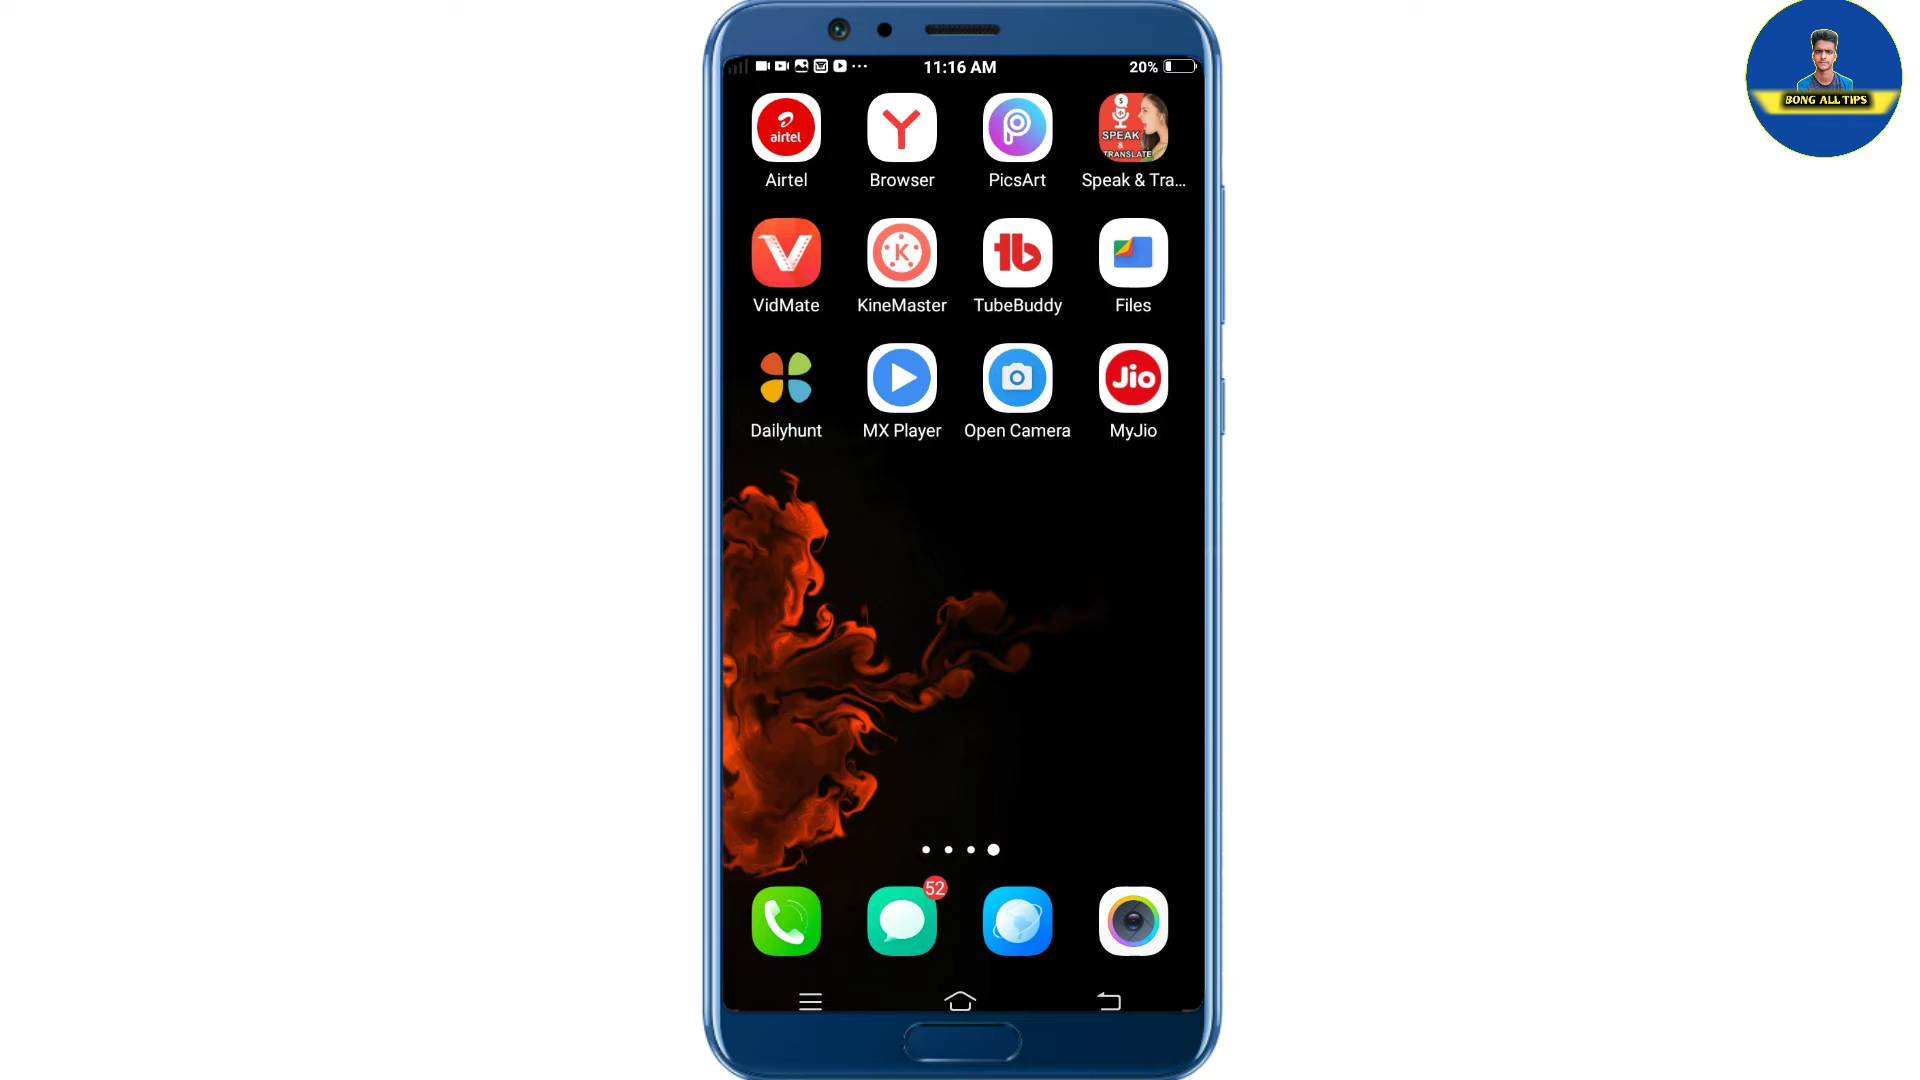 11:16 AM
20%
BONG ALL TIPS
airtel
SPEAK
&
TRANSLATE
Airtel
Browser
PicsArt
Speak & Tra...
VidMate
KineMaster
TubeBuddy
Files
Jio
Dailyhunt
MX Player
Open Camera
MyJio
52